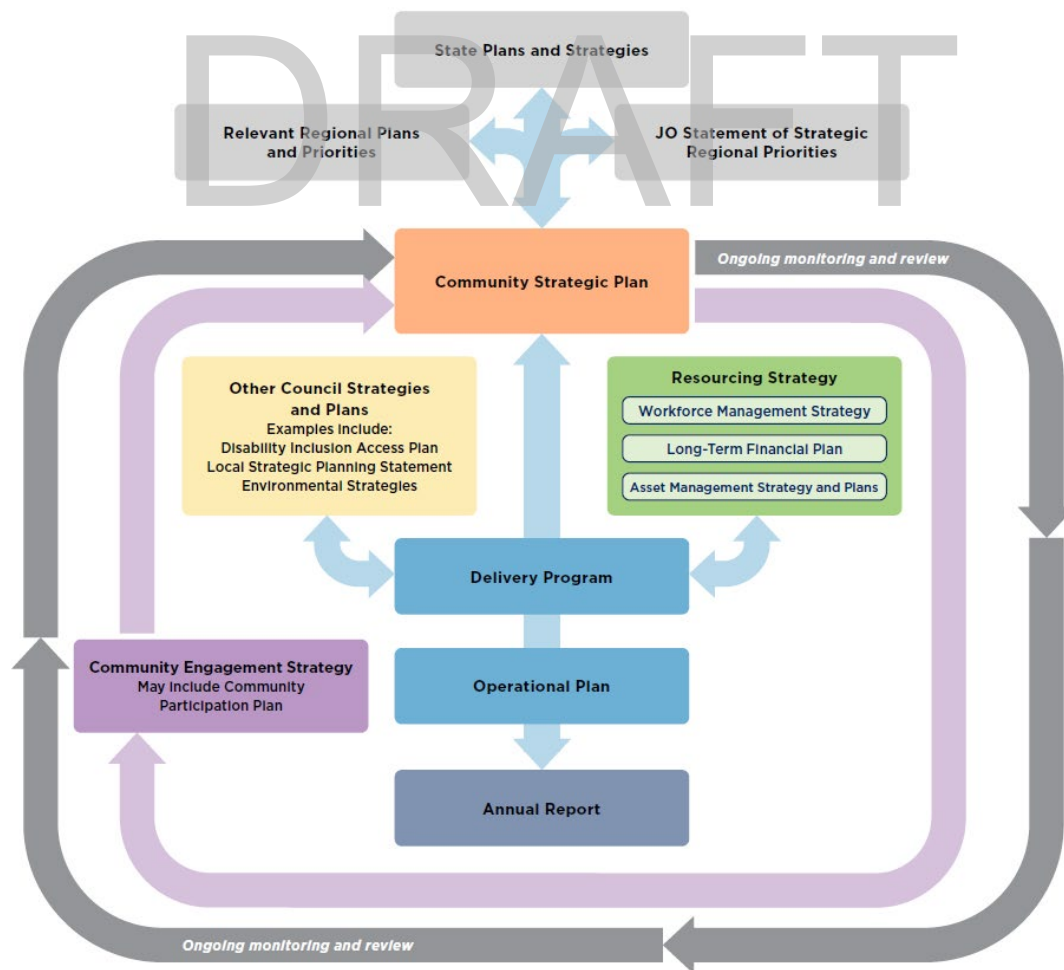 DRAFT
State Plans and Strategies
Relevant Regional Plans
and Priorities
JO Statement of Strategic
Regional Priorities
Community Strategic Plan
Ongoing monitoring and review
Other Council Strategies
and Plans
Examples include:
Disability Inclusion Access Plan
Local Strategic Planning Statement
Environmental Strategies
Resourcing Strategy
Workforce Management Strategy
Long-Term Financial Plan
Asset Management Strategy and Plans
Delivery Program
Community Engagement Strategy
May include Community
Participation Plan
Operational Plan
Annual Report
Ongoing monitoring and review